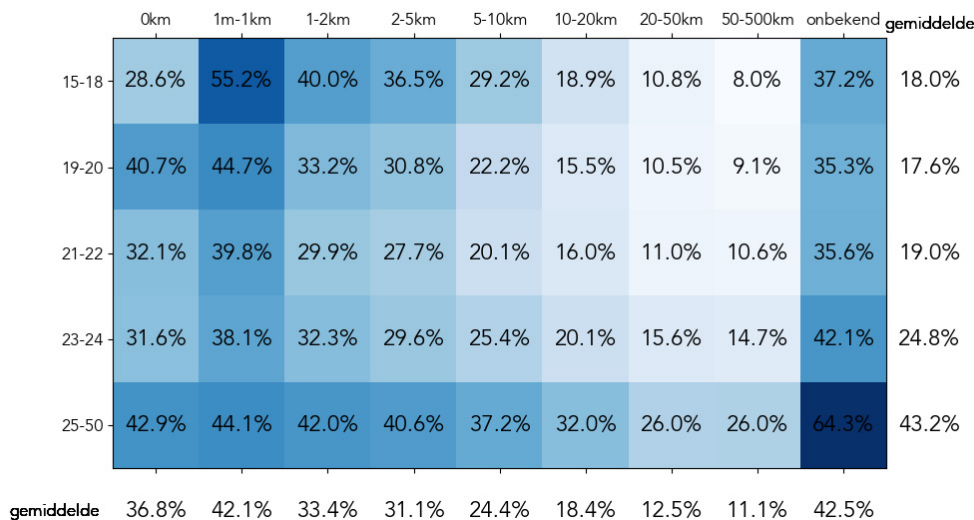 0km 1m-1km 1-2km 2-5km 5-10km 10-20km 20-50km 50-500km onbekend gemiddelde
15-18 28.6% 55.2% 40.0% 36.5% 29.2% 18.9% 10.8% 8.0% 37.2% 18.0%
19-20 40.7% 44.7% 33.2% 30.8% 22.2% 15.5% 10.5% 9.1% 35.3% 17.6%
21-22 32.1% 39.8% 29.9% 27.7% 20.1% 16.0% 11.0% 10.6% 35.6% 19.0%
23-24 31.6% 38.1% 32.3% 29.6% 25.4% 20.1% 15.6% 14.7% 42.1% 24.8%
25-50 42.9% 44.1% 42.0% 40.6% 37.2% 32.0% 26.0% 26.0% 64.3% 43.2%
gemiddelde 36.8% 42.1% 33.4% 31.1% 24.4% 18.4% 12.5% 11.1% 42.5%